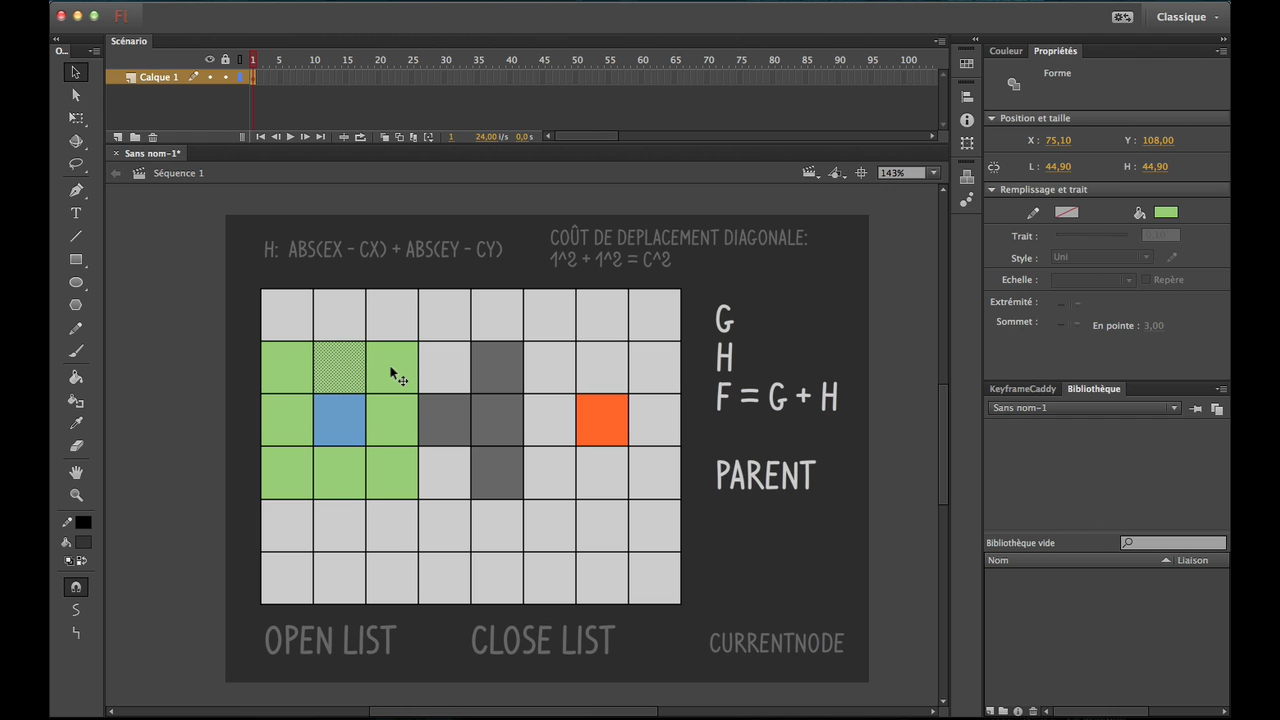 Fl
Classique
O...
Scénario
1 5 10 15 20 25 30 35 40 45 50 55 60 65 70 75 80 85 90 95 100
Calque 1
1 24,00 i/s 0,0 s
Sans nom-1*
Séquence 1
143%
H: ABS(EX - CX) + ABS(EY - CY)
COÛT DE DEPLACEMENT DIAGONALE:
1^2 + 1^2 = C^2
G
H
F = G + H
PARENT
OPEN LIST
CLOSE LIST
CURRENTNODE
Couleur
Propriétés
Forme
Position et taille
X : 75,10
Y : 108,00
L : 44,90
H : 44,90
Remplissage et trait
Trait :
0,10
Style : Uni
Echelle :
Repère
Extrémité :
Sommet :
En pointe : 3,00
KeyframeCaddy
Bibliothèque
Sans nom-1
Bibliothèque vide
Nom
Liaison